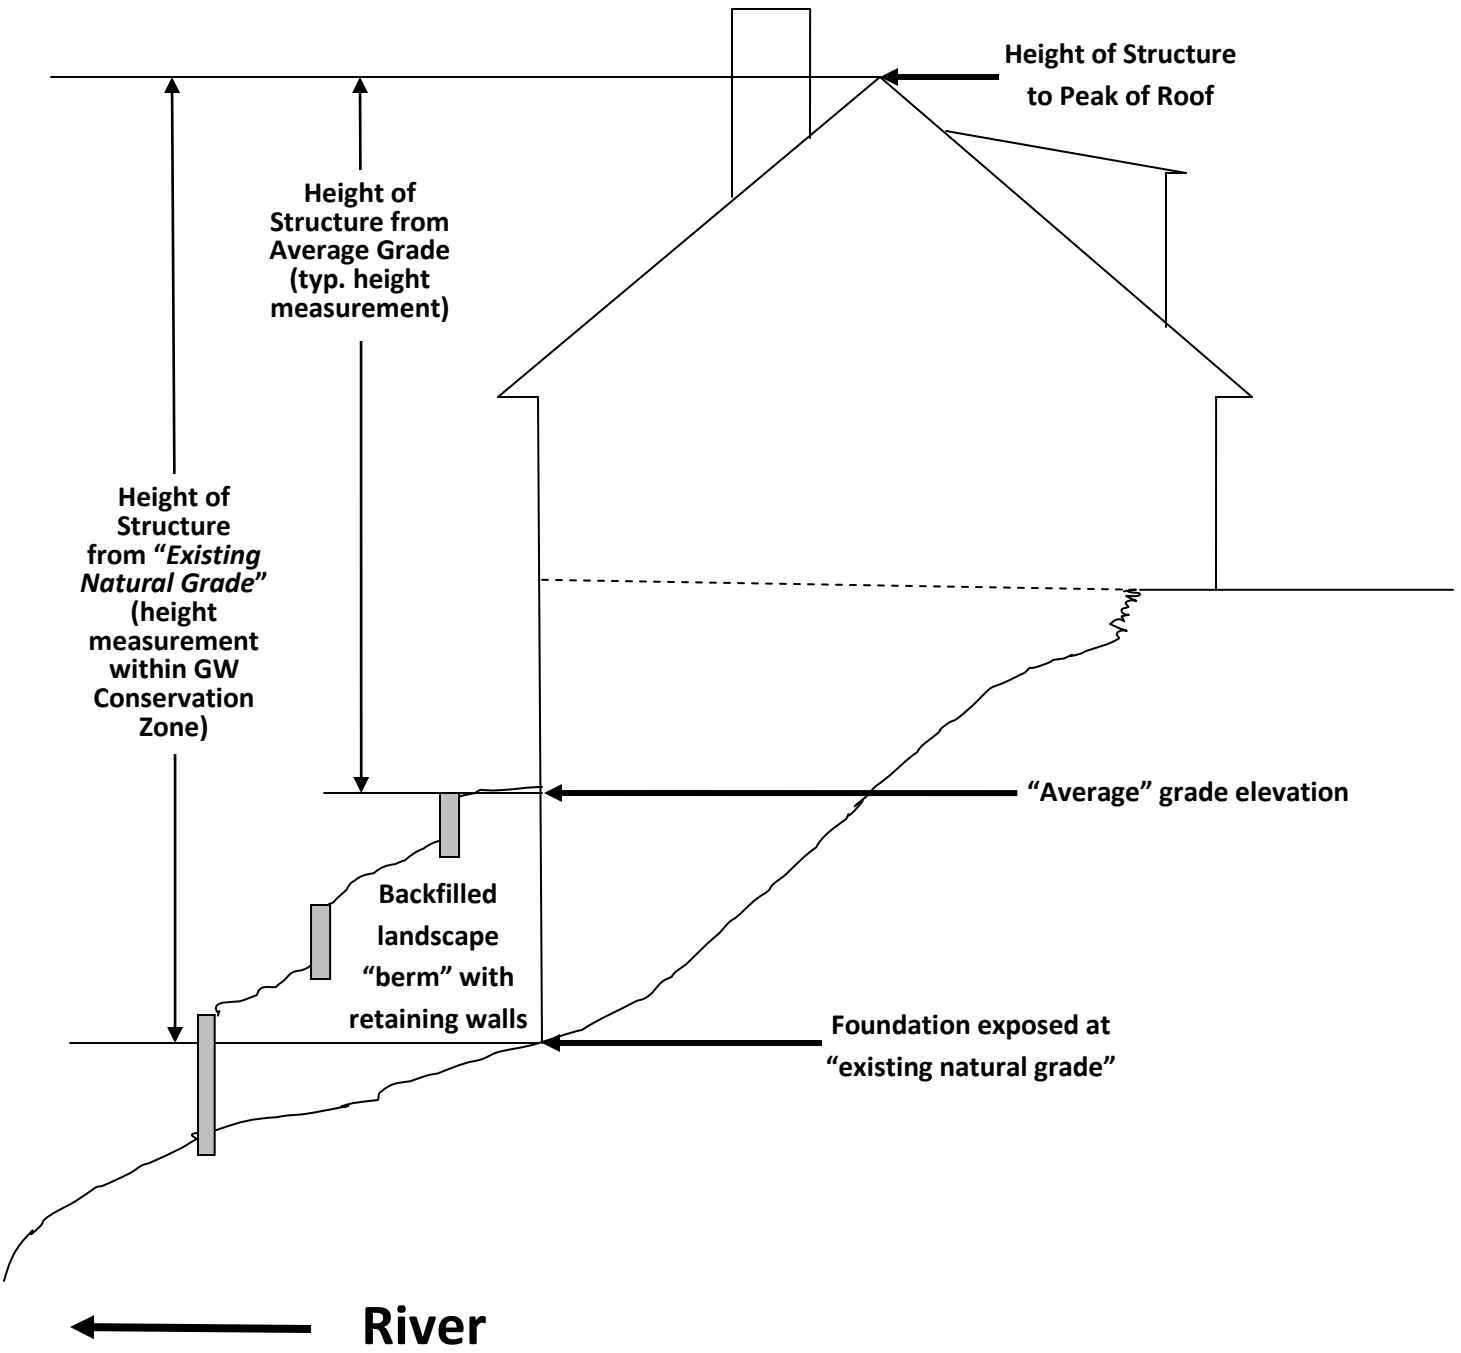 Height of Structure
to Peak of Roof
Height of
Structure from
Average Grade
(typ. height
measurement)
Height of
Structure
from “Existing
Natural Grade”
(height
measurement
within GW
Conservation
Zone)
“Average” grade elevation
Backfilled
landscape
“berm” with
retaining walls
Foundation exposed at
“existing natural grade”
River